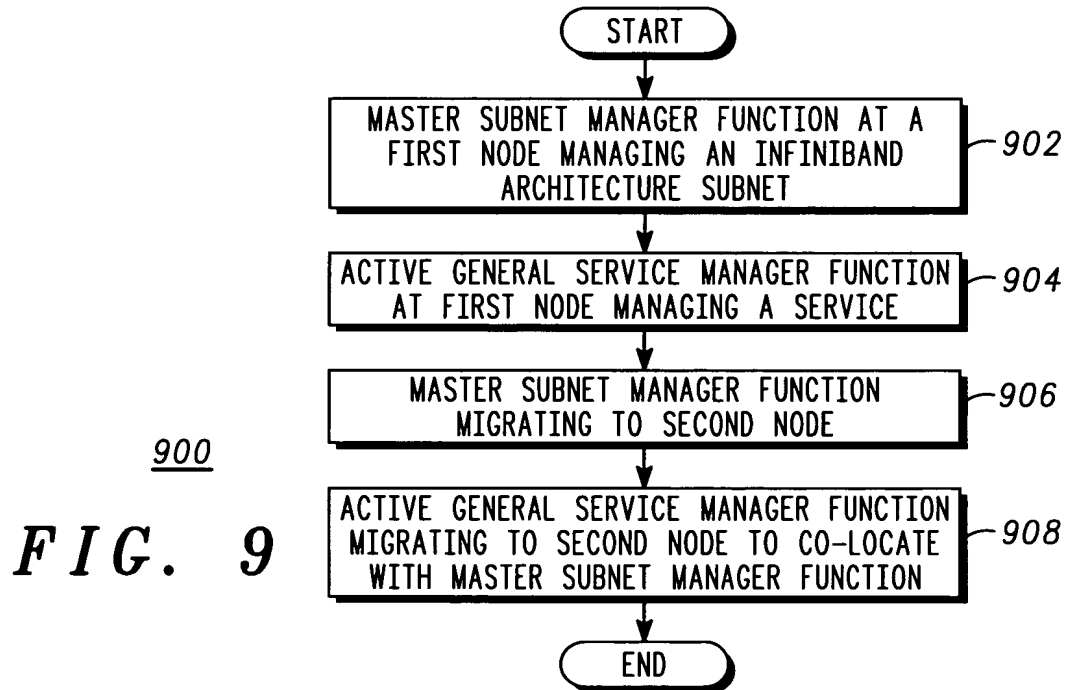 START
MASTER SUBNET MANAGER FUNCTION AT A
FIRST NODE MANAGING AN INFINIBAND
ARCHITECTURE SUBNET
902
ACTIVE GENERAL SERVICE MANAGER FUNCTION
AT FIRST NODE MANAGING A SERVICE
904
MASTER SUBNET MANAGER FUNCTION
MIGRATING TO SECOND NODE
906
900
FIG. 9
ACTIVE GENERAL SERVICE MANAGER FUNCTION
MIGRATING TO SECOND NODE TO CO-LOCATE
WITH MASTER SUBNET MANAGER FUNCTION
908
END